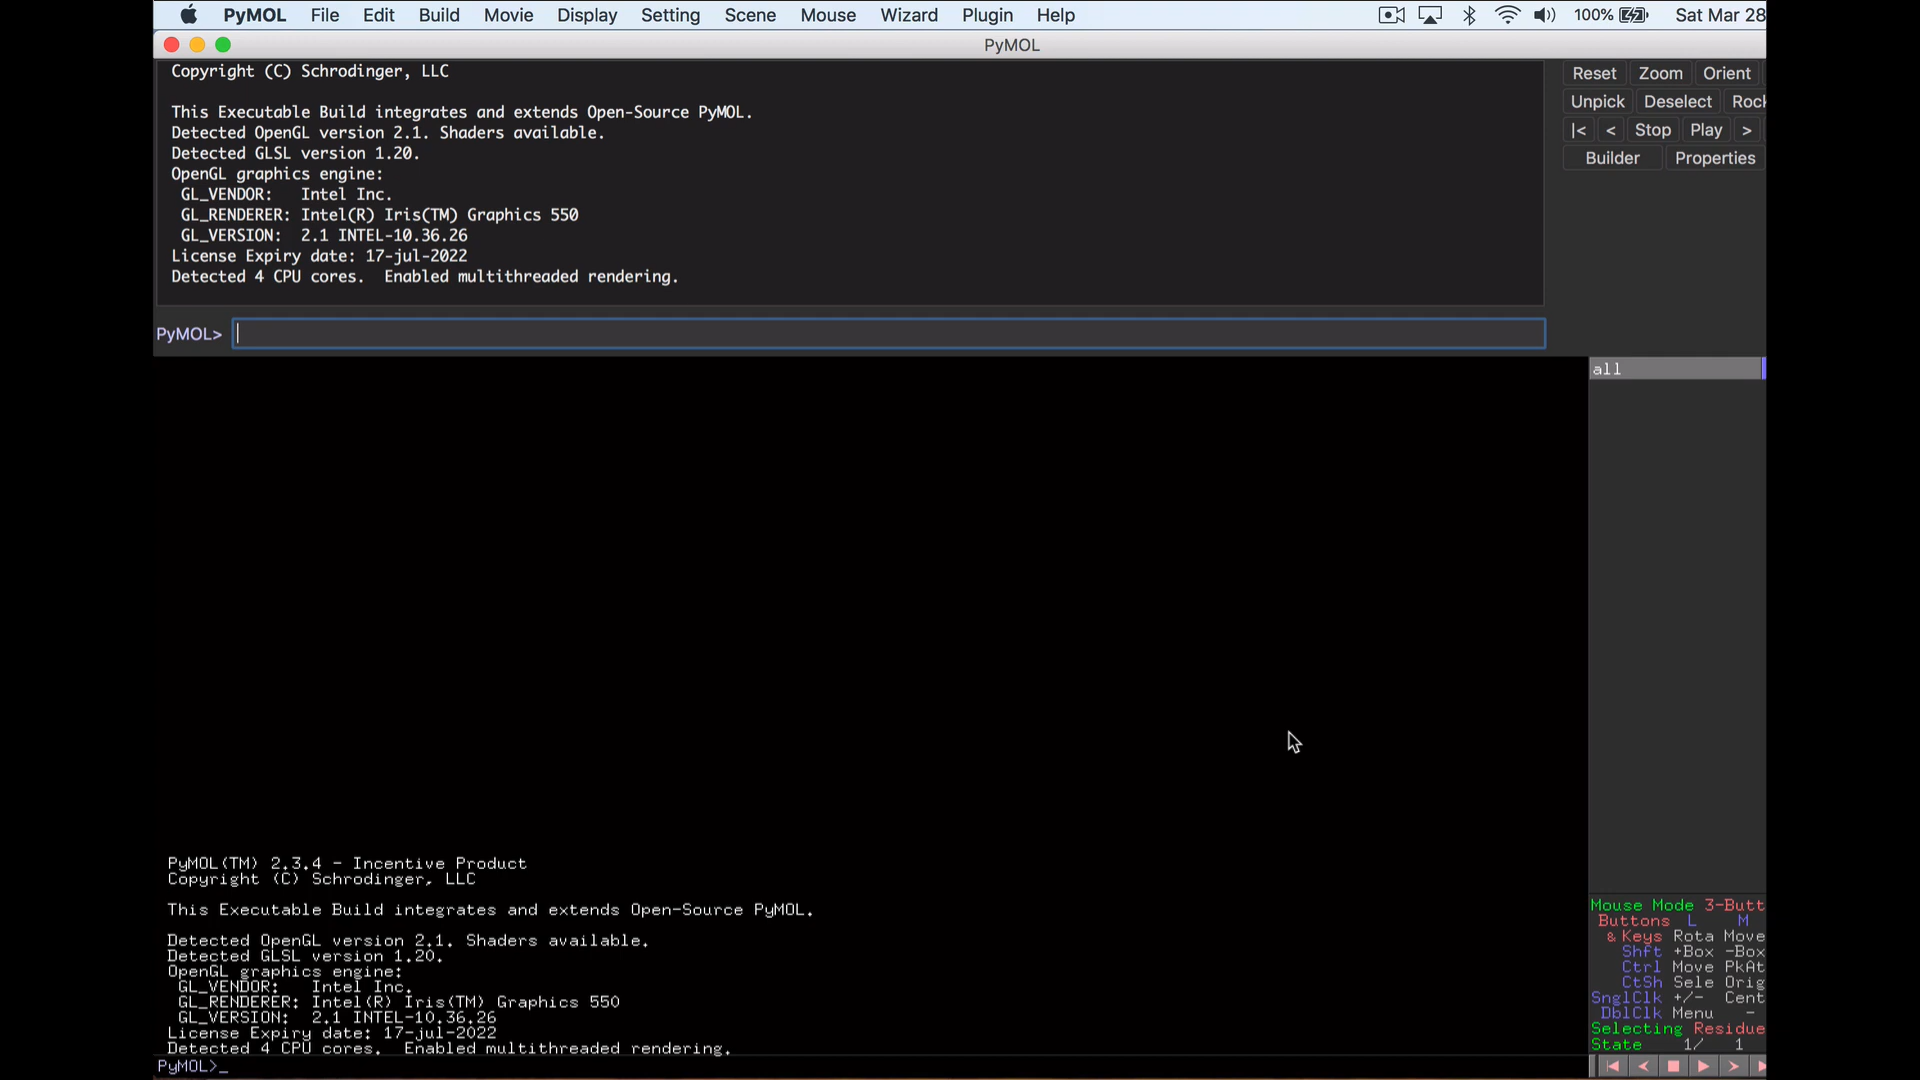 PyMOL File Edit Build Movie Display Setting Scene Mouse Wizard Plugin Help 100% Sat Mar 28
PyMOL
Copyright (C) Schrodinger, LLC
This Executable Build integrates and extends Open-Source PyMOL.
Detected OpenGL version 2.1. Shaders available.
Detected GLSL version 1.20.
OpenGL graphics engine:
GL_VENDOR: Intel Inc.
GL_RENDERER: Intel(R) Iris(TM) Graphics 550
GL_VERSION: 2.1 INTEL-10.36.26
License Expiry date: 17-jul-2022
Detected 4 CPU cores. Enabled multithreaded rendering.
Reset Zoom Orient
Unpick Deselect Rock
|< < Stop Play >
Builder Properties
PyMOL>
all
PyMOL(TM) 2.3.4 - Incentive Product
Copyright (C) Schrodinger, LLC
This Executable Build integrates and extends Open-Source PyMOL.
Detected OpenGL version 2.1. Shaders available.
Detected GLSL version 1.20.
OpenGL graphics engine:
GL_VENDOR: Intel Inc.
GL_RENDERER: Intel(R) Iris(TM) Graphics 550
GL_VERSION: 2.1 INTEL-10.36.26
License Expiry date: 17-jul-2022
Detected 4 CPU cores. Enabled multithreaded rendering.
PyMOL>_
Mouse Mode 3-Butt
Buttons L M
& Keys Rota Move
Shft +Box -Box
Ctrl Move PkAt
CtSh Sele Orig
SnglClk +/- Cent
DblClk Menu -
Selecting Residue
State 1/ 1